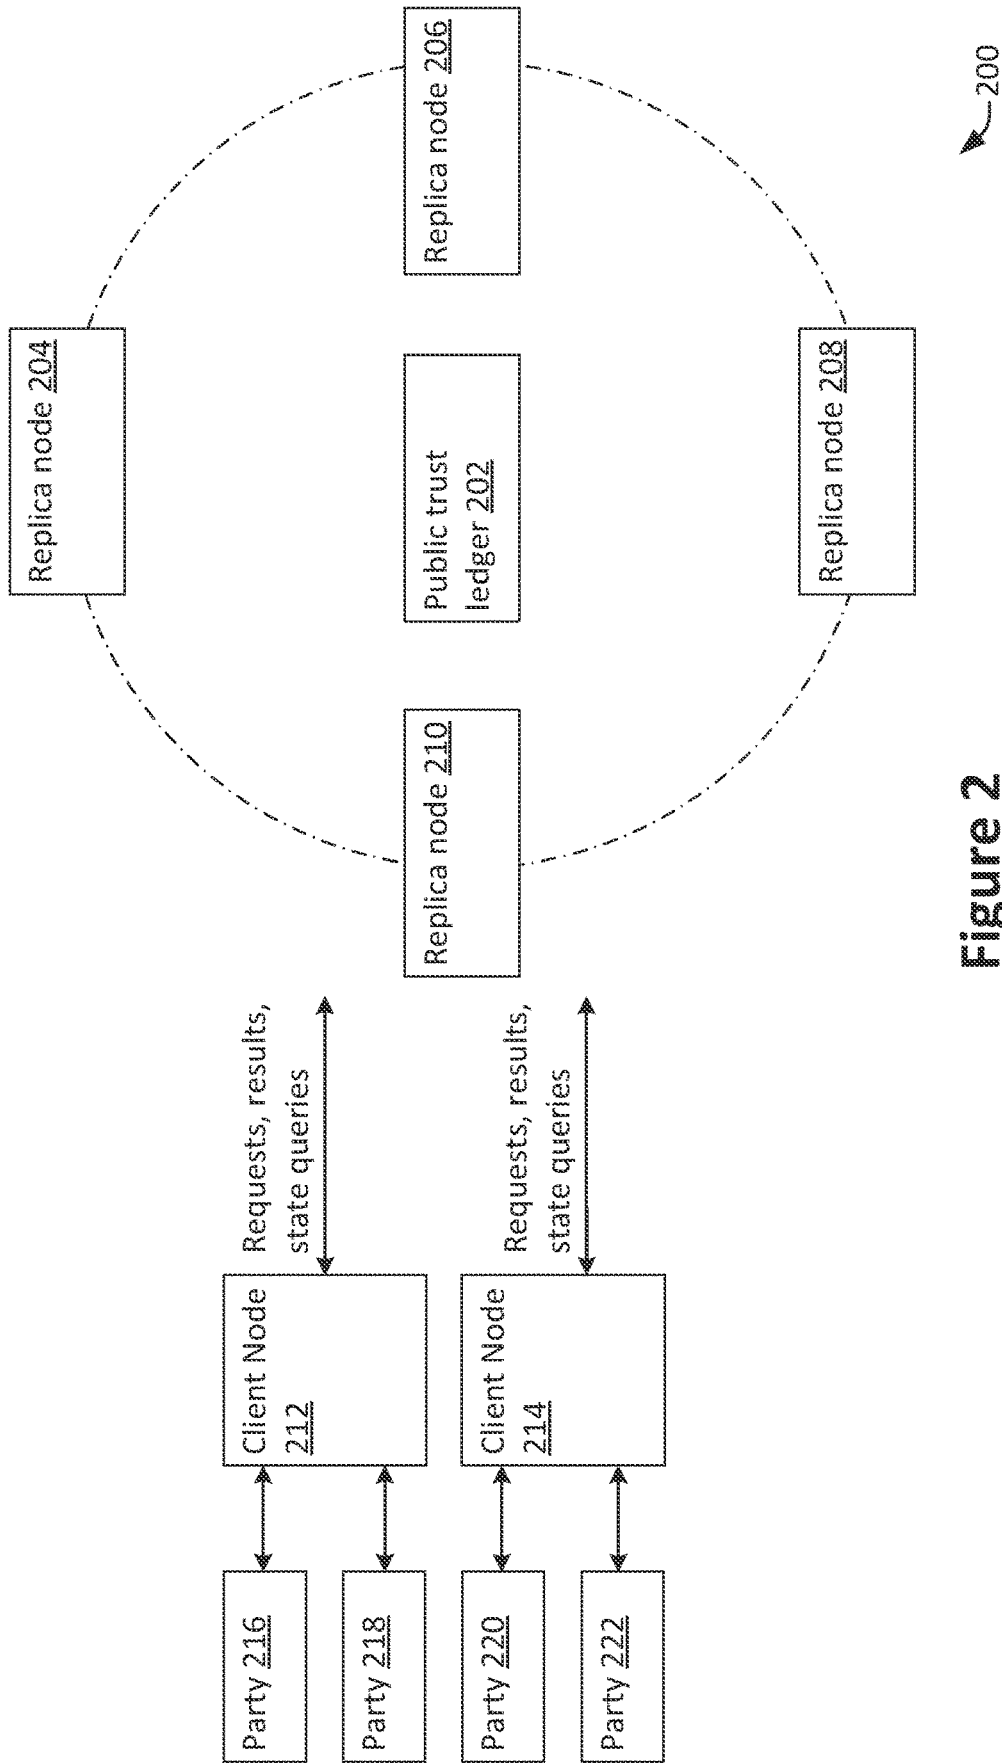 Replica node 204
Replica node 210
Public trust
ledger 202
Replica node 206
Replica node 208
Requests, results,
state queries
Requests, results,
state queries
Client Node
212
Client Node
214
Party 216
Party 218
Party 220
Party 222
200
Figure 2